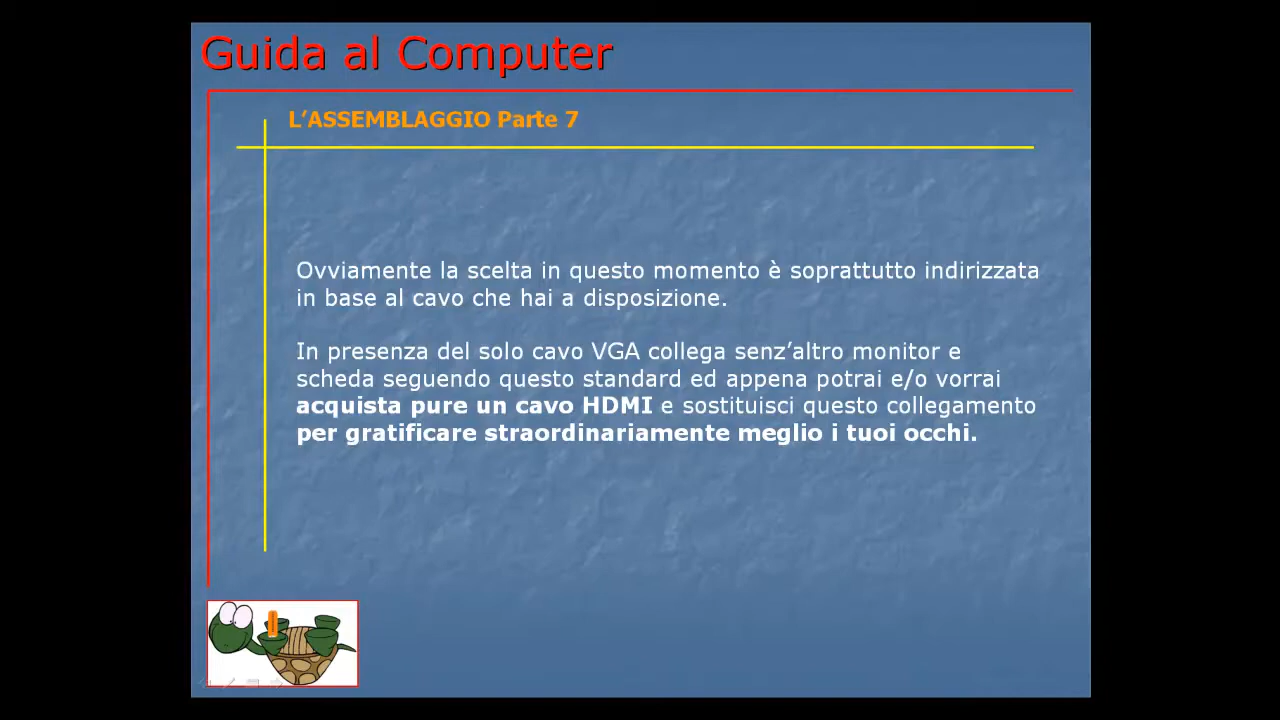 Guida al Computer
L’ASSEMBLAGGIO Parte 7
Ovviamente la scelta in questo momento è soprattutto indirizzata
in base al cavo che hai a disposizione.
In presenza del solo cavo VGA collega senz’altro monitor e
scheda seguendo questo standard ed appena potrai e/o vorrai
acquista pure un cavo HDMI e sostituisci questo collegamento
per gratificare straordinariamente meglio i tuoi occhi.